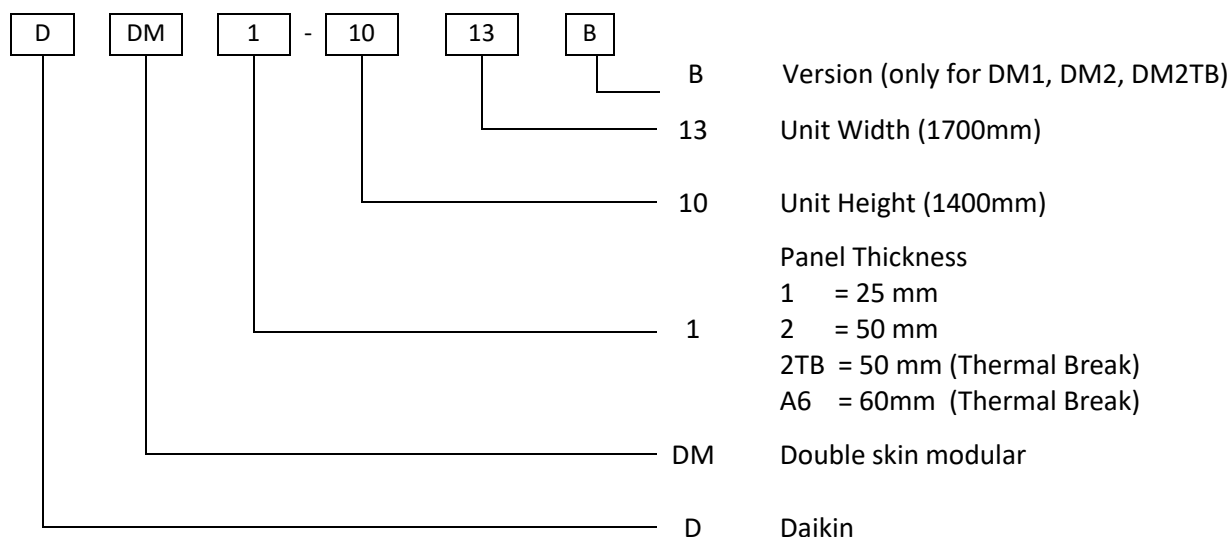 D DM 1 - 10 13 B
B Version (only for DM1, DM2, DM2TB)
13 Unit Width (1700mm)
10 Unit Height (1400mm)
Panel Thickness
1 = 25 mm
1 2 = 50 mm
2TB = 50 mm (Thermal Break)
A6 = 60mm (Thermal Break)
DM Double skin modular
D Daikin